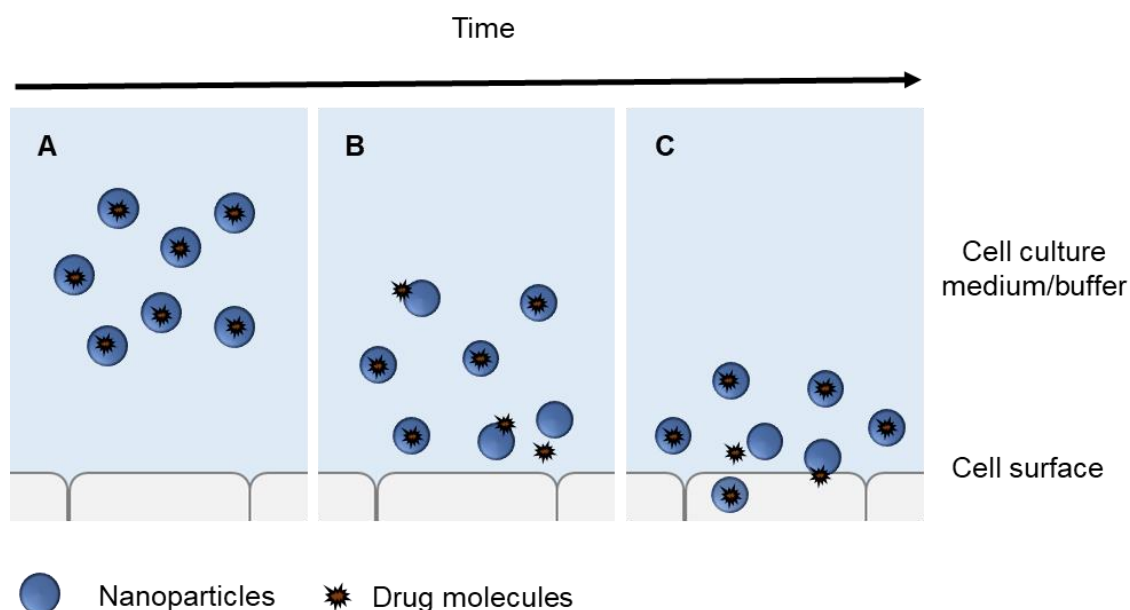 Time
A
B
C
Cell culture
medium/buffer
Cell surface
Nanoparticles
Drug molecules